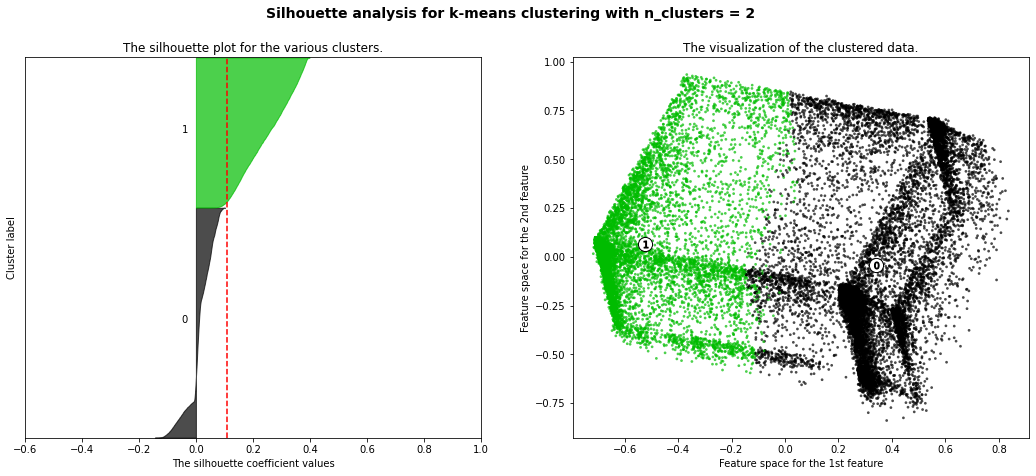 Silhouette analysis for k-means clustering with n_clusters = 2
The silhouette plot for the various clusters.
Cluster label
1
0
−0.6 −0.4 −0.2 0.0 0.2 0.4 0.6 0.8 1.0
The silhouette coefficient values
The visualization of the clustered data.
Feature space for the 2nd feature
1.00
0.75
0.50
0.25
0.00
−0.25
−0.50
−0.75
1
0
−0.6 −0.4 −0.2 0.0 0.2 0.4 0.6 0.8
Feature space for the 1st feature